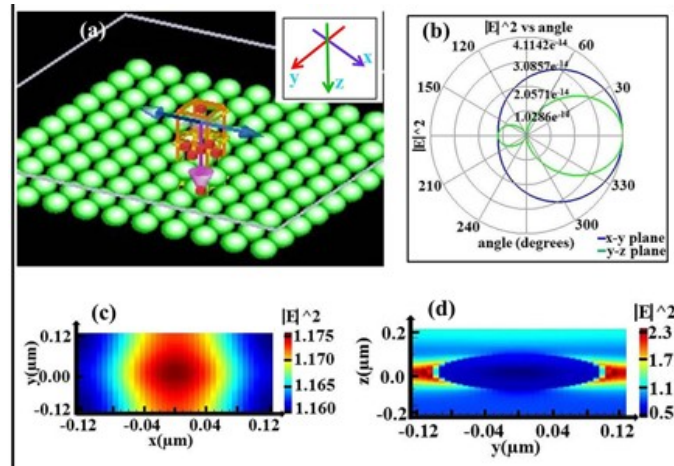 (a)
x
y
z
(b)
|E|^2 vs angle
120
4.1142e-14
60
3.0857e-14
150
2.0571e-14
30
1.0286e-14
|E|^2
210
330
240
300
angle (degrees)
x-y plane
y-z plane
(c)
|E|^2
0.12
0.00
-0.12
y(µm)
-0.12
-0.04
0.04
0.12
x(µm)
1.175
1.170
1.165
1.160
(d)
|E|^2
0.2
0.0
-0.2
z(µm)
-0.12
-0.04
0.04
0.12
y(µm)
2.3
1.7
1.1
0.5